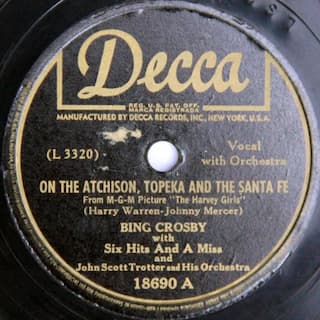 Decca
REG. U.S. PAT. OFF.
MARCA REGISTRADA
MANUFACTURED BY DECCA RECORDS, INC., NEW YORK, U.S.A.
(L 3320)
Vocal
with Orchestra
ON THE ATCHISON, TOPEKA AND THE SANTA FE
From M-G-M Picture "The Harvey Girls"
(Harry Warren-Johnny Mercer)
BING CROSBY
with
Six Hits And A Miss
and
John Scott Trotter and His Orchestra
18690 A